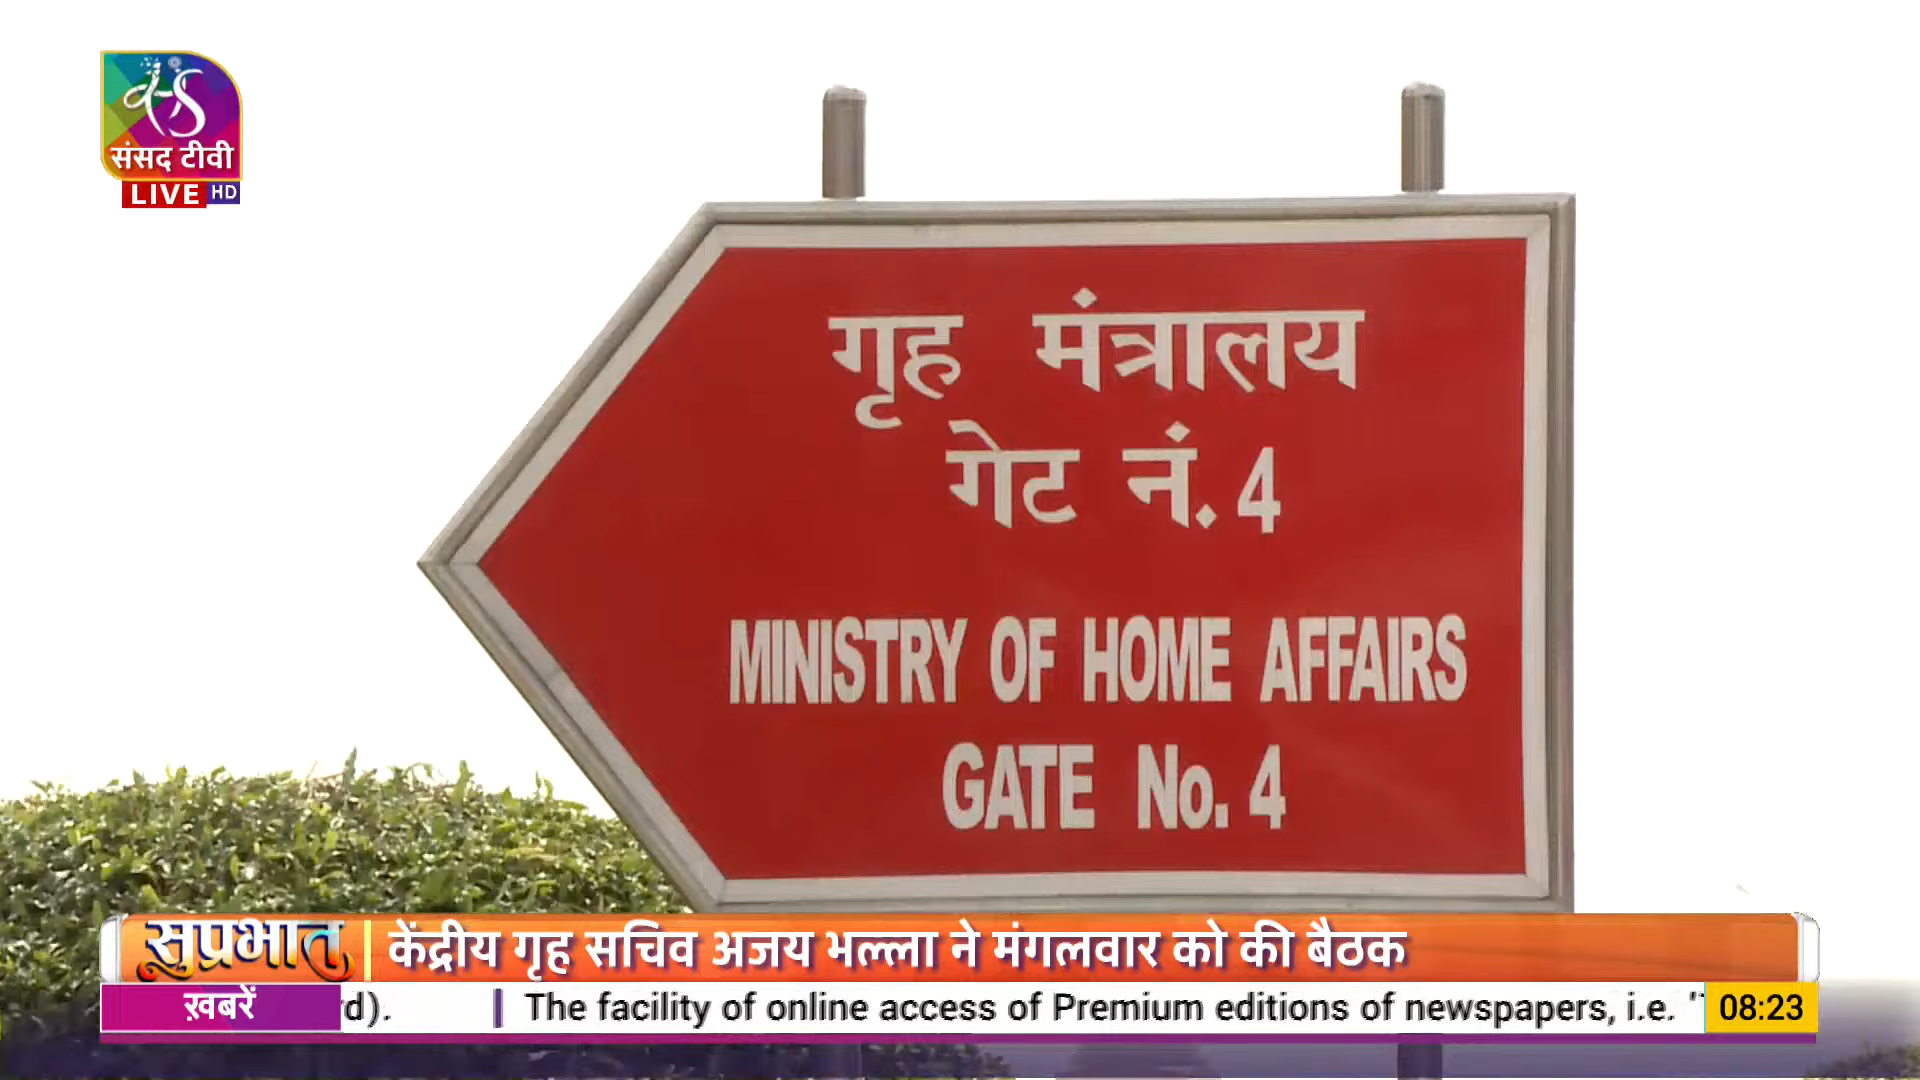 संसद टीवी
LIVE HD
गृह मंत्रालय
गेट नं. 4
MINISTRY OF HOME AFFAIRS
GATE No. 4
सुप्रभात
केंद्रीय गृह सचिव अजय भल्ला ने मंगलवार को की बैठक
ख़बरें
rd). | The facility of online access of Premium editions of newspapers, i.e.
08:23